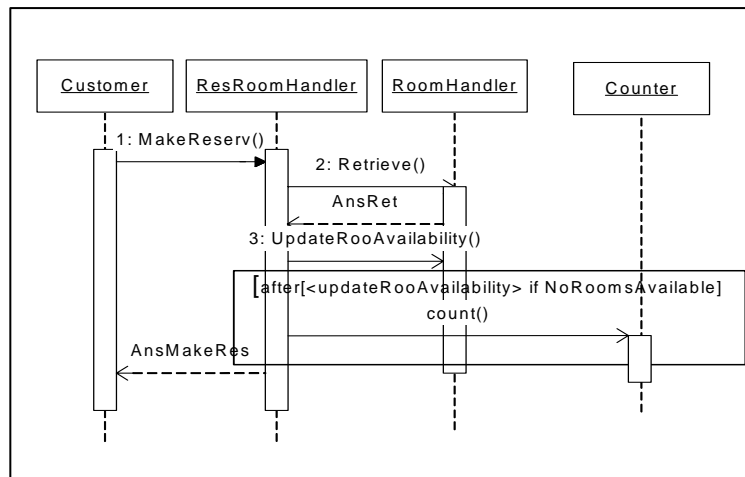 Customer
ResRoomHandler
RoomHandler
Counter
1: MakeReserv()
2: Retrieve()
AnsRet
3: UpdateRooAvailability()
[after[<updateRooAvailability> if NoRoomsAvailable]
count()
AnsMakeRes